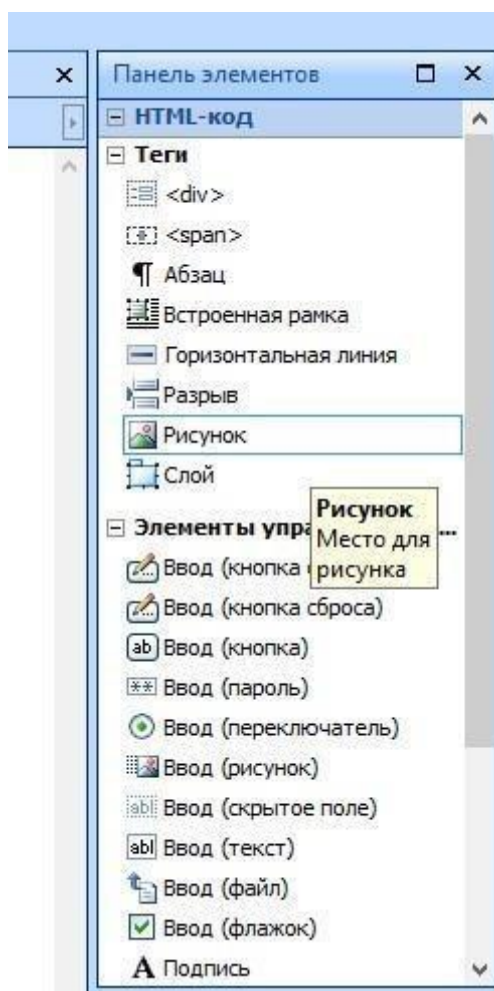 Панель элементов
HTML-код
Теги
<div>
<span>
Абзац
Встроенная рамка
Горизонтальная линия
Разрыв
Рисунок
Слой
Рисунок
Место для
рисунка
Элементы упр...
Ввод (кнопка
Ввод (кнопка сброса)
Ввод (кнопка)
Ввод (пароль)
Ввод (переключатель)
Ввод (рисунок)
Ввод (скрытое поле)
Ввод (текст)
Ввод (файл)
Ввод (флажок)
Подпись